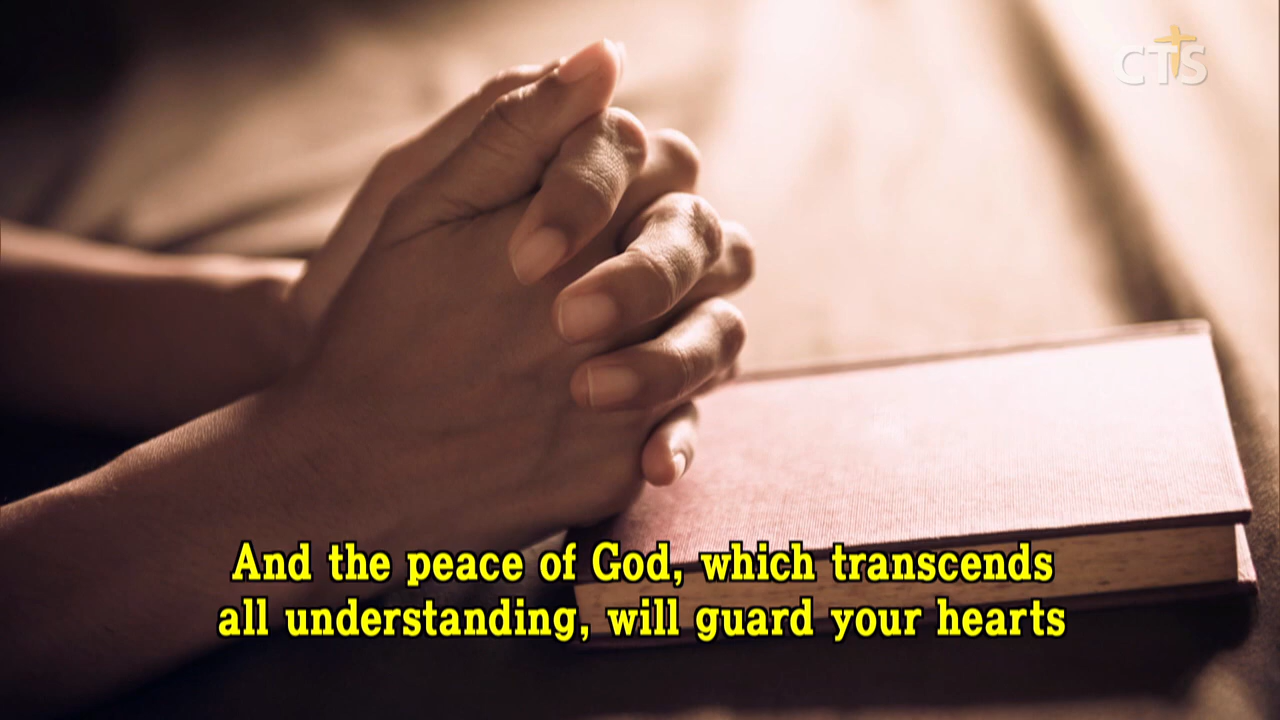 CTS
And the peace of God, which transcends
all understanding, will guard your hearts